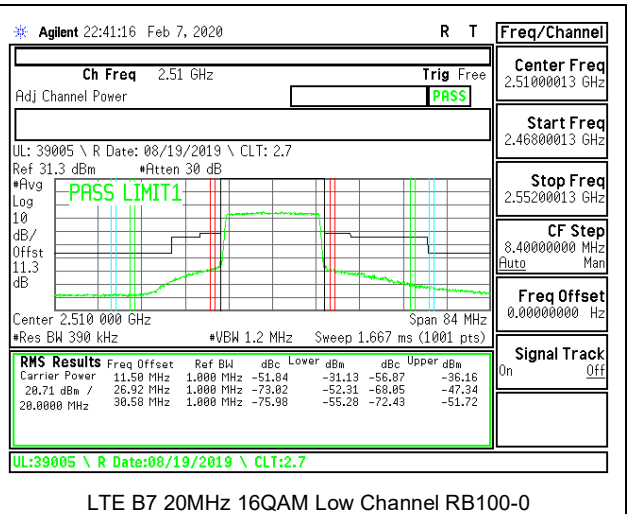 Agilent 22:41:16 Feb 7, 2020 R T
Freq/Channel
Ch Freq 2.51 GHz Trig Free
Adj Channel Power PASS
Center Freq
2.51000013 GHz
Start Freq
2.46800013 GHz
Stop Freq
2.55200013 GHz
CF Step
8.40000000 MHz
Auto Man
Freq Offset
0.00000000 Hz
Signal Track
On Off
UL: 39005 \ R Date: 08/19/2019 \ CLT: 2.7
Ref 31.3 dBm #Atten 30 dB
#Avg
Log
10
dB/
Offst
11.3
dB
PASS LIMIT1
Center 2.510 000 GHz Span 84 MHz
#Res BW 390 kHz #VBW 1.2 MHz Sweep 1.667 ms (1001 pts)
RMS Results Freq Offset Ref BW dBc Lower dBm dBc Upper dBm
Carrier Power 11.50 MHz 1.000 MHz -51.84 -31.13 -56.87 -36.16
20.71 dBm / 26.92 MHz 1.000 MHz -73.02 -52.31 -68.05 -47.34
20.0000 MHz 30.58 MHz 1.000 MHz -75.98 -55.28 -72.43 -51.72
UL:39005 \ R Date:08/19/2019 \ CLT:2.7
LTE B7 20MHz 16QAM Low Channel RB100-0